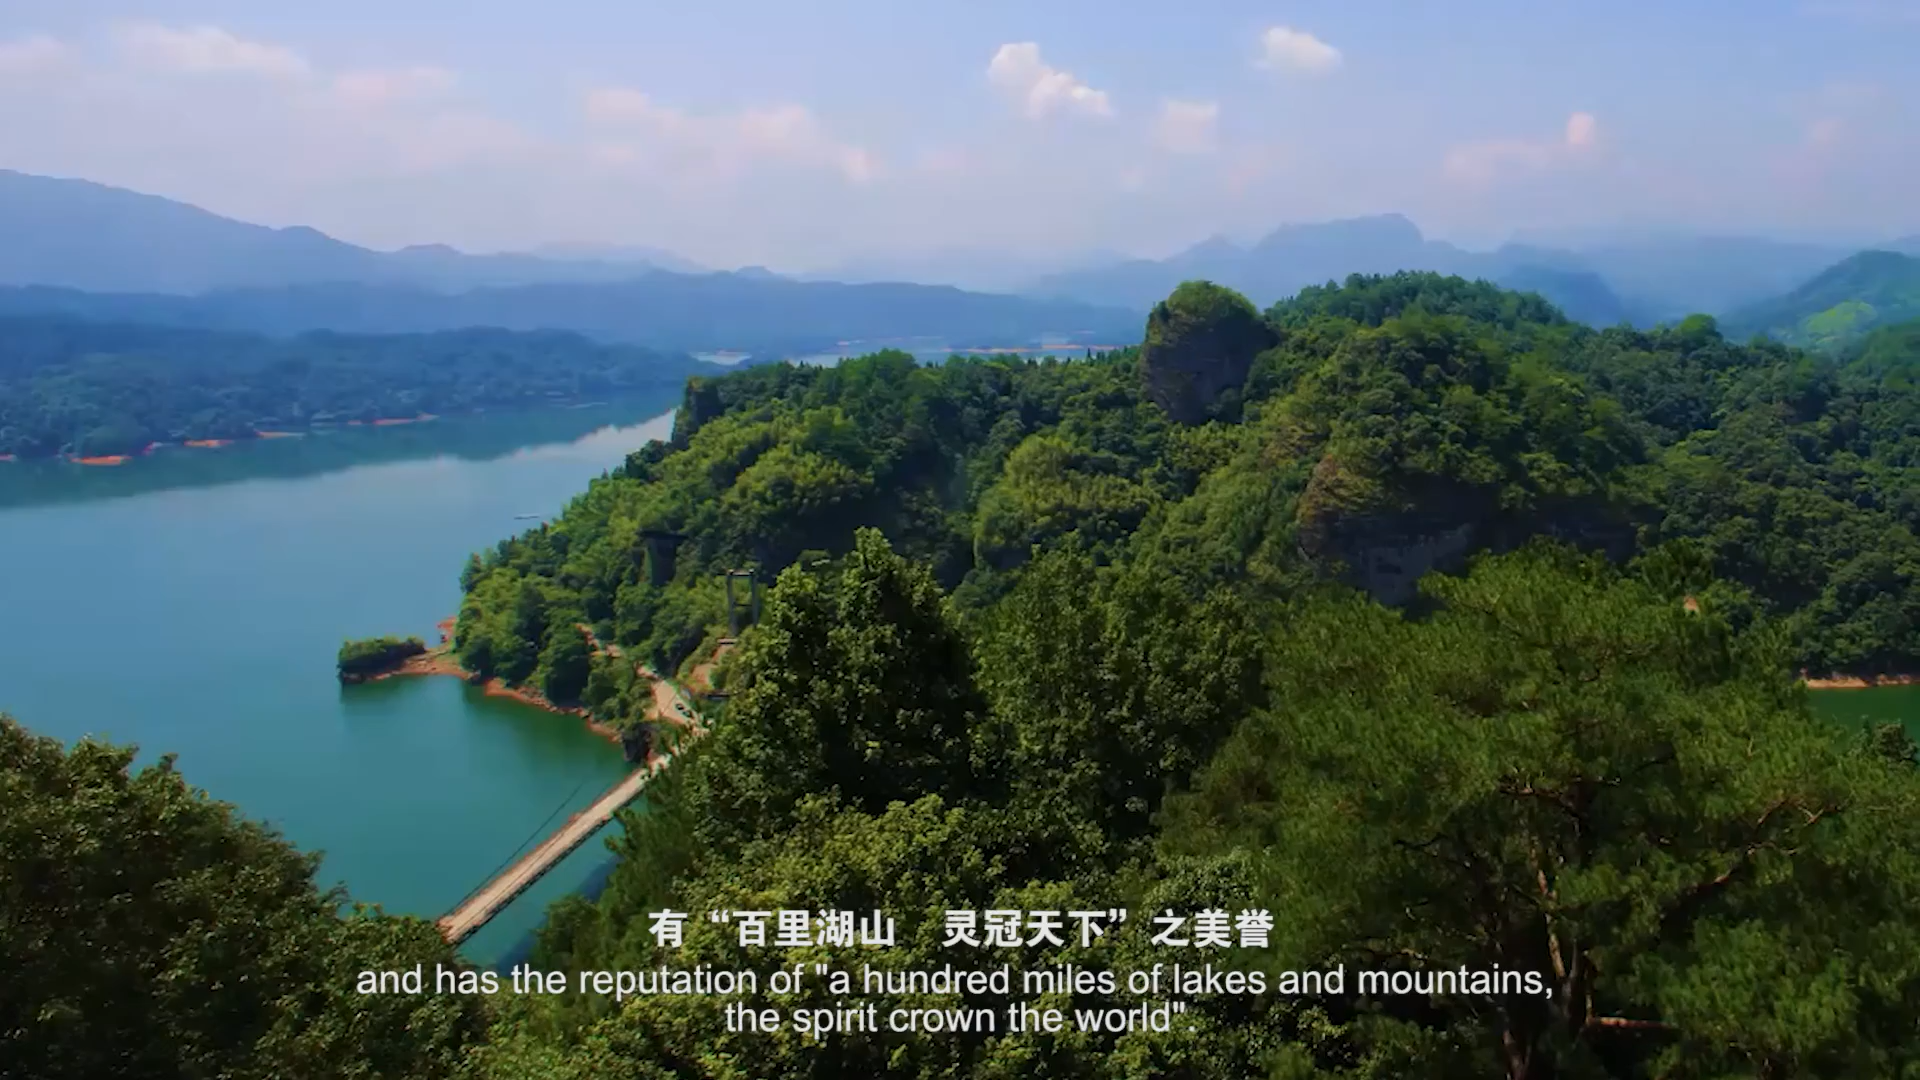 有“百里湖山　灵冠天下”之美誉
and has the reputation of "a hundred miles of lakes and mountains,
the spirit crown the world".